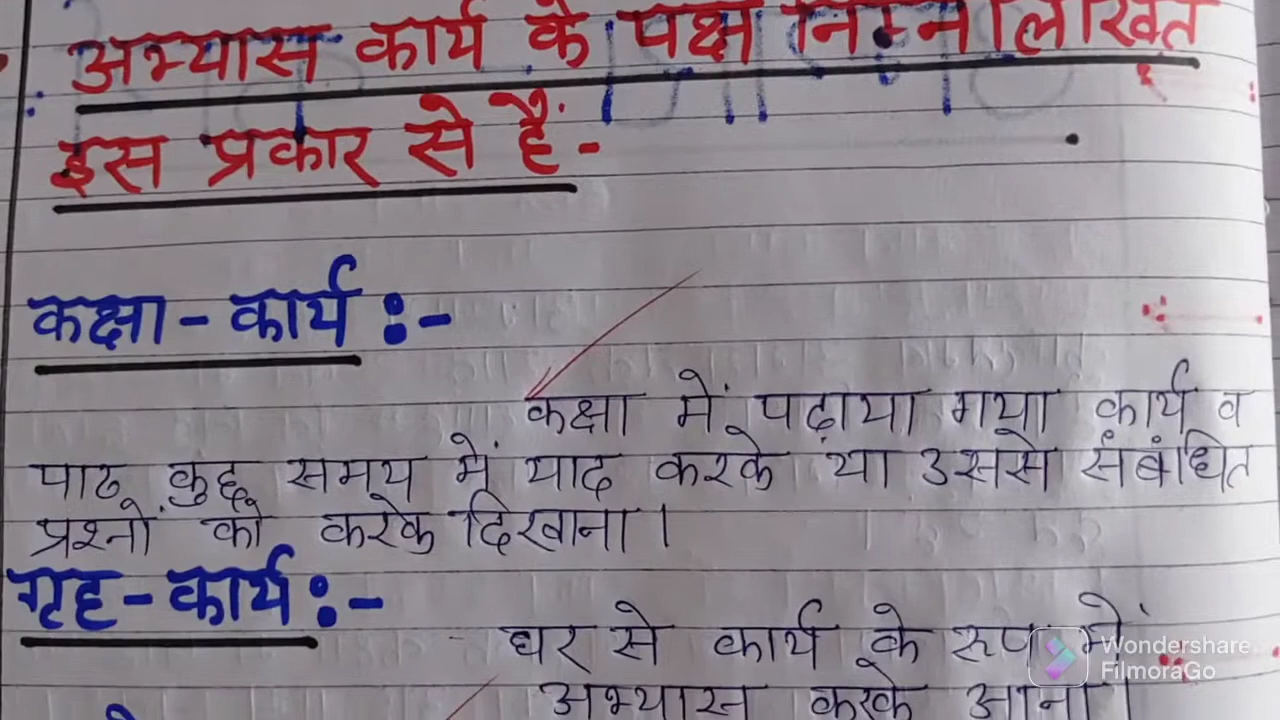 अभ्यास कार्य के पक्ष निम्नलिखित
इस प्रकार से हैं-
कक्षा - कार्य :-
कक्षा में पढ़ाया गया कार्य व
पाठ कुछ समय में याद करके या उससे संबंधित
प्रश्नों को करके दिखाना।
गृह - कार्य :-
घर से कार्य के रूप में
अभ्यास करके आना।
Wondershare
FilmoraGo